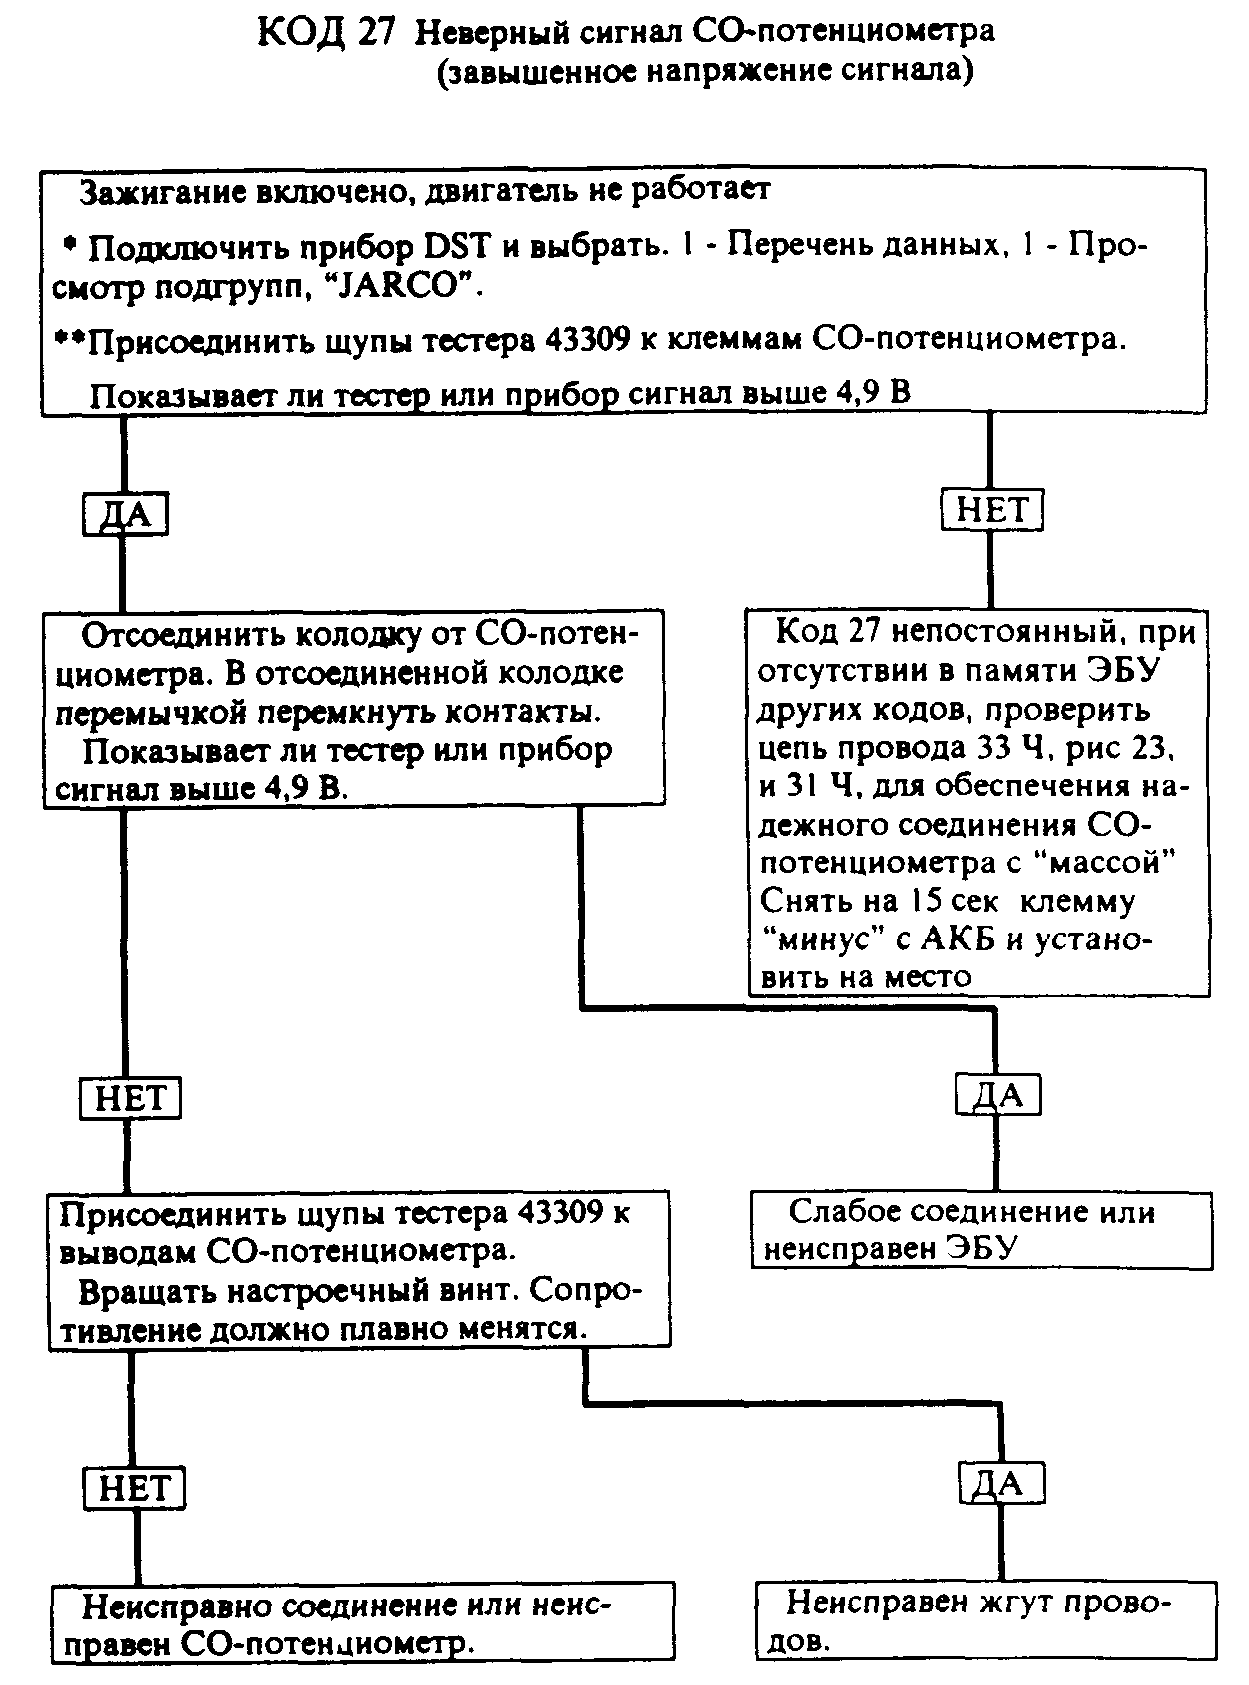 КОД 27 Неверный сигнал СО-потенциометра
(завышенное напряжение сигнала)
Зажигание включено, двигатель не работает
* Подключить прибор DST и выбрать. 1 - Перечень данных, 1 - Про-
смотр подгрупп, “JARCO”.
**Присоединить щупы тестера 43309 к клеммам СО-потенциометра.
Показывает ли тестер или прибор сигнал выше 4,9 В
ДА
НЕТ
Отсоединить колодку от СО-потен-
циометра. В отсоединенной колодке
перемычкой перемкнуть контакты.
Показывает ли тестер или прибор
сигнал выше 4,9 В.
Код 27 непостоянный, при
отсутствии в памяти ЭБУ
других кодов, проверить
цепь провода 33 Ч, рис 23,
и 31 Ч, для обеспечения на-
дежного соединения СО-
потенциометра с “массой”
Снять на 15 сек клемму
“минус” с АКБ и устано-
вить на место
НЕТ
ДА
Присоединить щупы тестера 43309 к
выводам СО-потенциометра.
Вращать настроечный винт. Сопро-
тивление должно плавно менятся.
Слабое соединение или
неисправен ЭБУ
НЕТ
ДА
Неисправно соединение или неис-
правен СО-потенциометр.
Неисправен жгут прово-
дов.